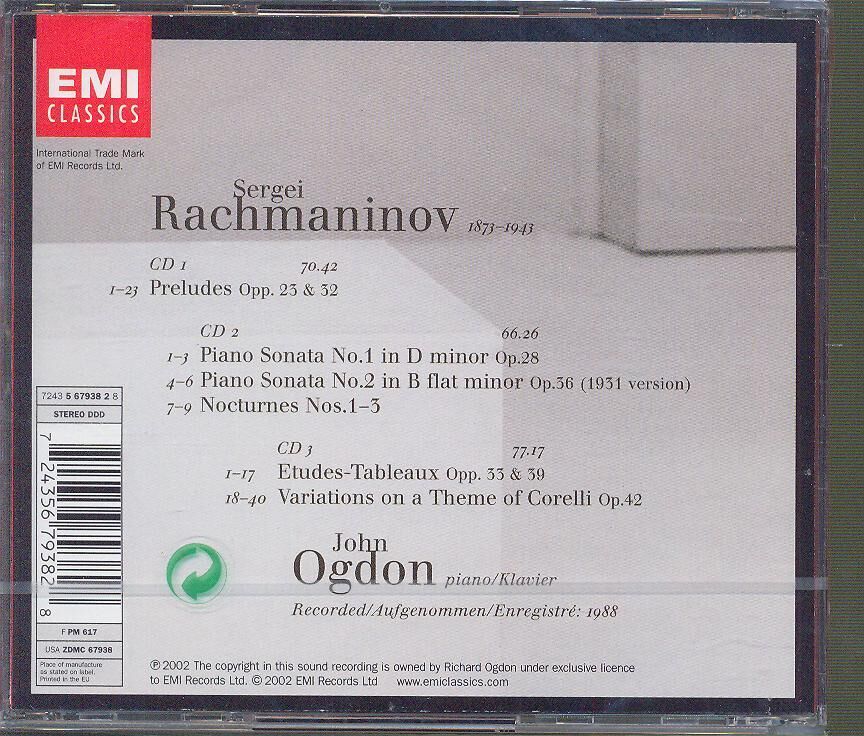 EMI
CLASSICS
International Trade Mark
of EMI Records Ltd.
Sergei
Rachmaninov 1873–1943
CD 1 70.42
1–23 Preludes Opp. 23 & 32
CD 2 66.26
1–3 Piano Sonata No.1 in D minor Op.28
4–6 Piano Sonata No.2 in B flat minor Op.36 (1931 version)
7–9 Nocturnes Nos.1–3
CD 3 77.17
1–17 Etudes-Tableaux Opp. 33 & 39
18–40 Variations on a Theme of Corelli Op.42
John
Ogdon piano/Klavier
Recorded/Aufgenommen/Enregistré: 1988
7243 5 67938 2 8
STEREO DDD
7 24356 79382 8
F PM 617
USA ZDMC 67938
Place of manufacture
as stated on label.
Printed in the EU
℗ 2002 The copyright in this sound recording is owned by Richard Ogdon under exclusive licence
to EMI Records Ltd. © 2002 EMI Records Ltd www.emiclassics.com